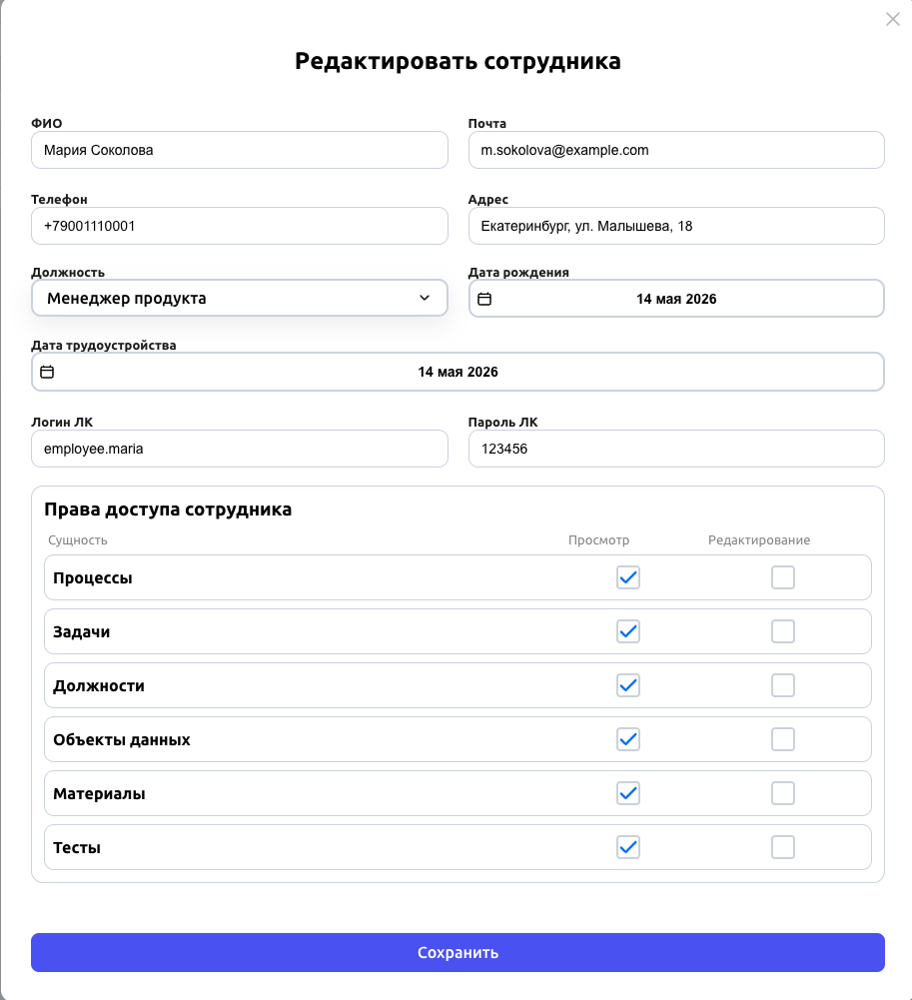 Редактировать сотрудника
ФИО
Почта
Мария Соколова
m.sokolova@example.com
Телефон
Адрес
+79001110001
Екатеринбург, ул. Малышева, 18
Должность
Дата рождения
Менеджер продукта
14 мая 2026
Дата трудоустройства
14 мая 2026
Логин ЛК
Пароль ЛК
employee.maria
123456
Права доступа сотрудника
Сущность
Просмотр
Редактирование
Процессы
Задачи
Должности
Объекты данных
Материалы
Тесты
Сохранить